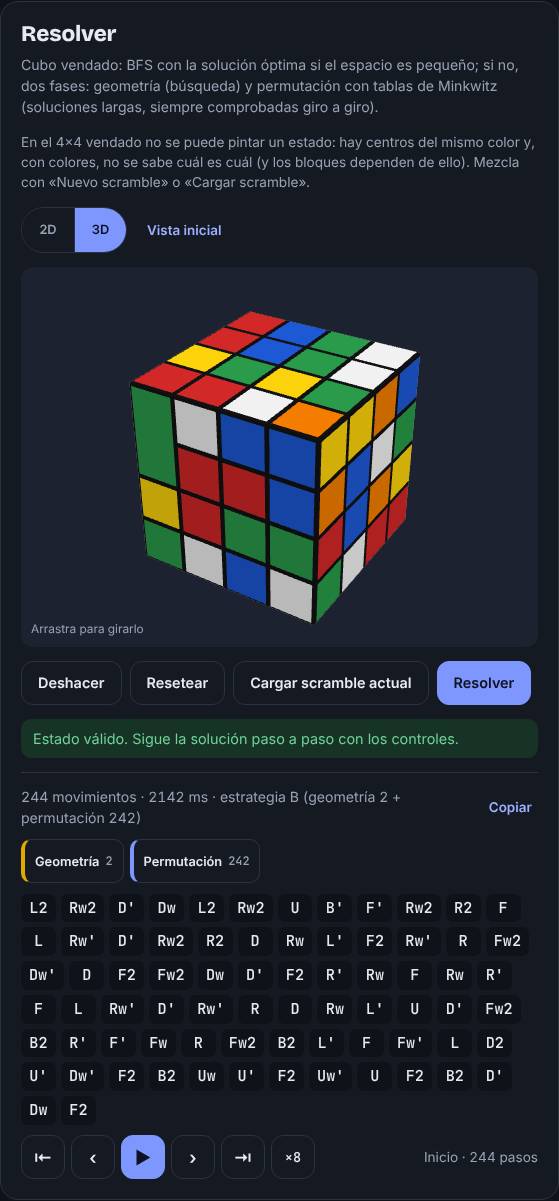 Resolver
Cubo vendado: BFS con la solución óptima si el espacio es pequeño; si no,
dos fases: geometría (búsqueda) y permutación con tablas de Minkwitz
(soluciones largas, siempre comprobadas giro a giro).
En el 4×4 vendado no se puede pintar un estado: hay centros del mismo color y,
con colores, no se sabe cuál es cuál (y los bloques dependen de ello). Mezcla
con «Nuevo scramble» o «Cargar scramble».
2D 3D Vista inicial
Arrastra para girarlo
Deshacer Resetear Cargar scramble actual Resolver
Estado válido. Sigue la solución paso a paso con los controles.
244 movimientos · 2142 ms · estrategia B (geometría 2 +
permutación 242)
Copiar
Geometría 2 Permutación 242
L2 Rw2 D' Dw L2 Rw2 U B' F' Rw2 R2 F
L Rw' D' Rw2 R2 D Rw L' F2 Rw' R Fw2
Dw' D F2 Fw2 Dw D' F2 R' Rw F Rw R'
F L Rw' D' Rw' R D Rw L' U D' Fw2
B2 R' F' Fw R Fw2 B2 L' F Fw' L D2
U' Dw' F2 B2 Uw U' F2 Uw' U F2 B2 D'
Dw F2
×8 Inicio · 244 pasos